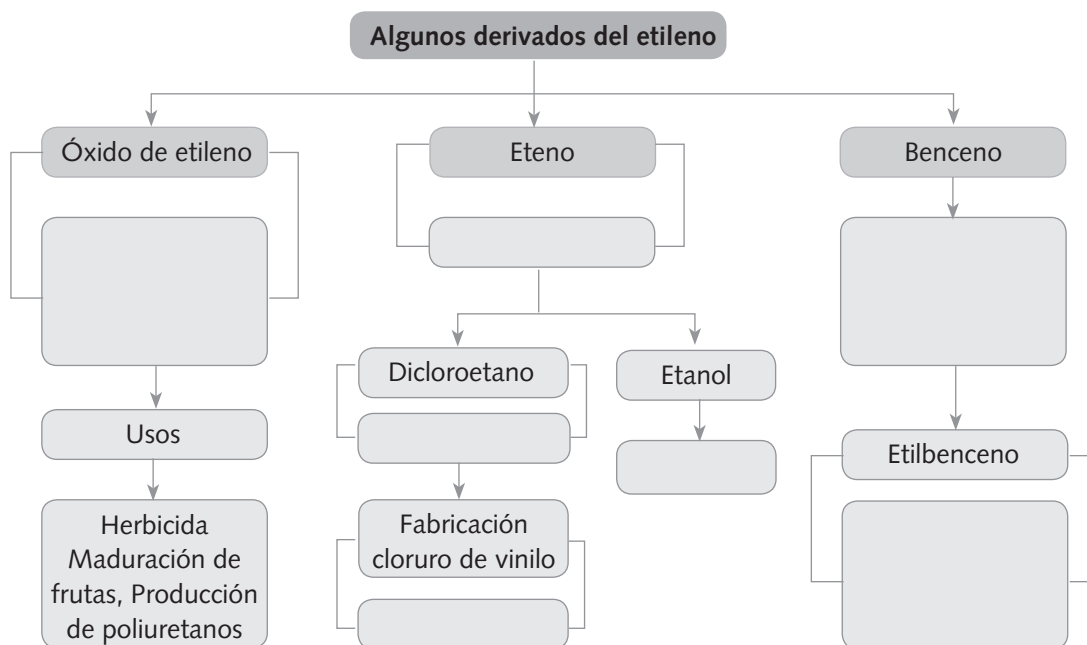 Algunos derivados del etileno
Óxido de etileno
Eteno
Benceno
Dicloroetano
Etanol
Usos
Etilbenceno
Herbicida
Maduración de
frutas, Producción
de poliuretanos
Fabricación
cloruro de vinilo